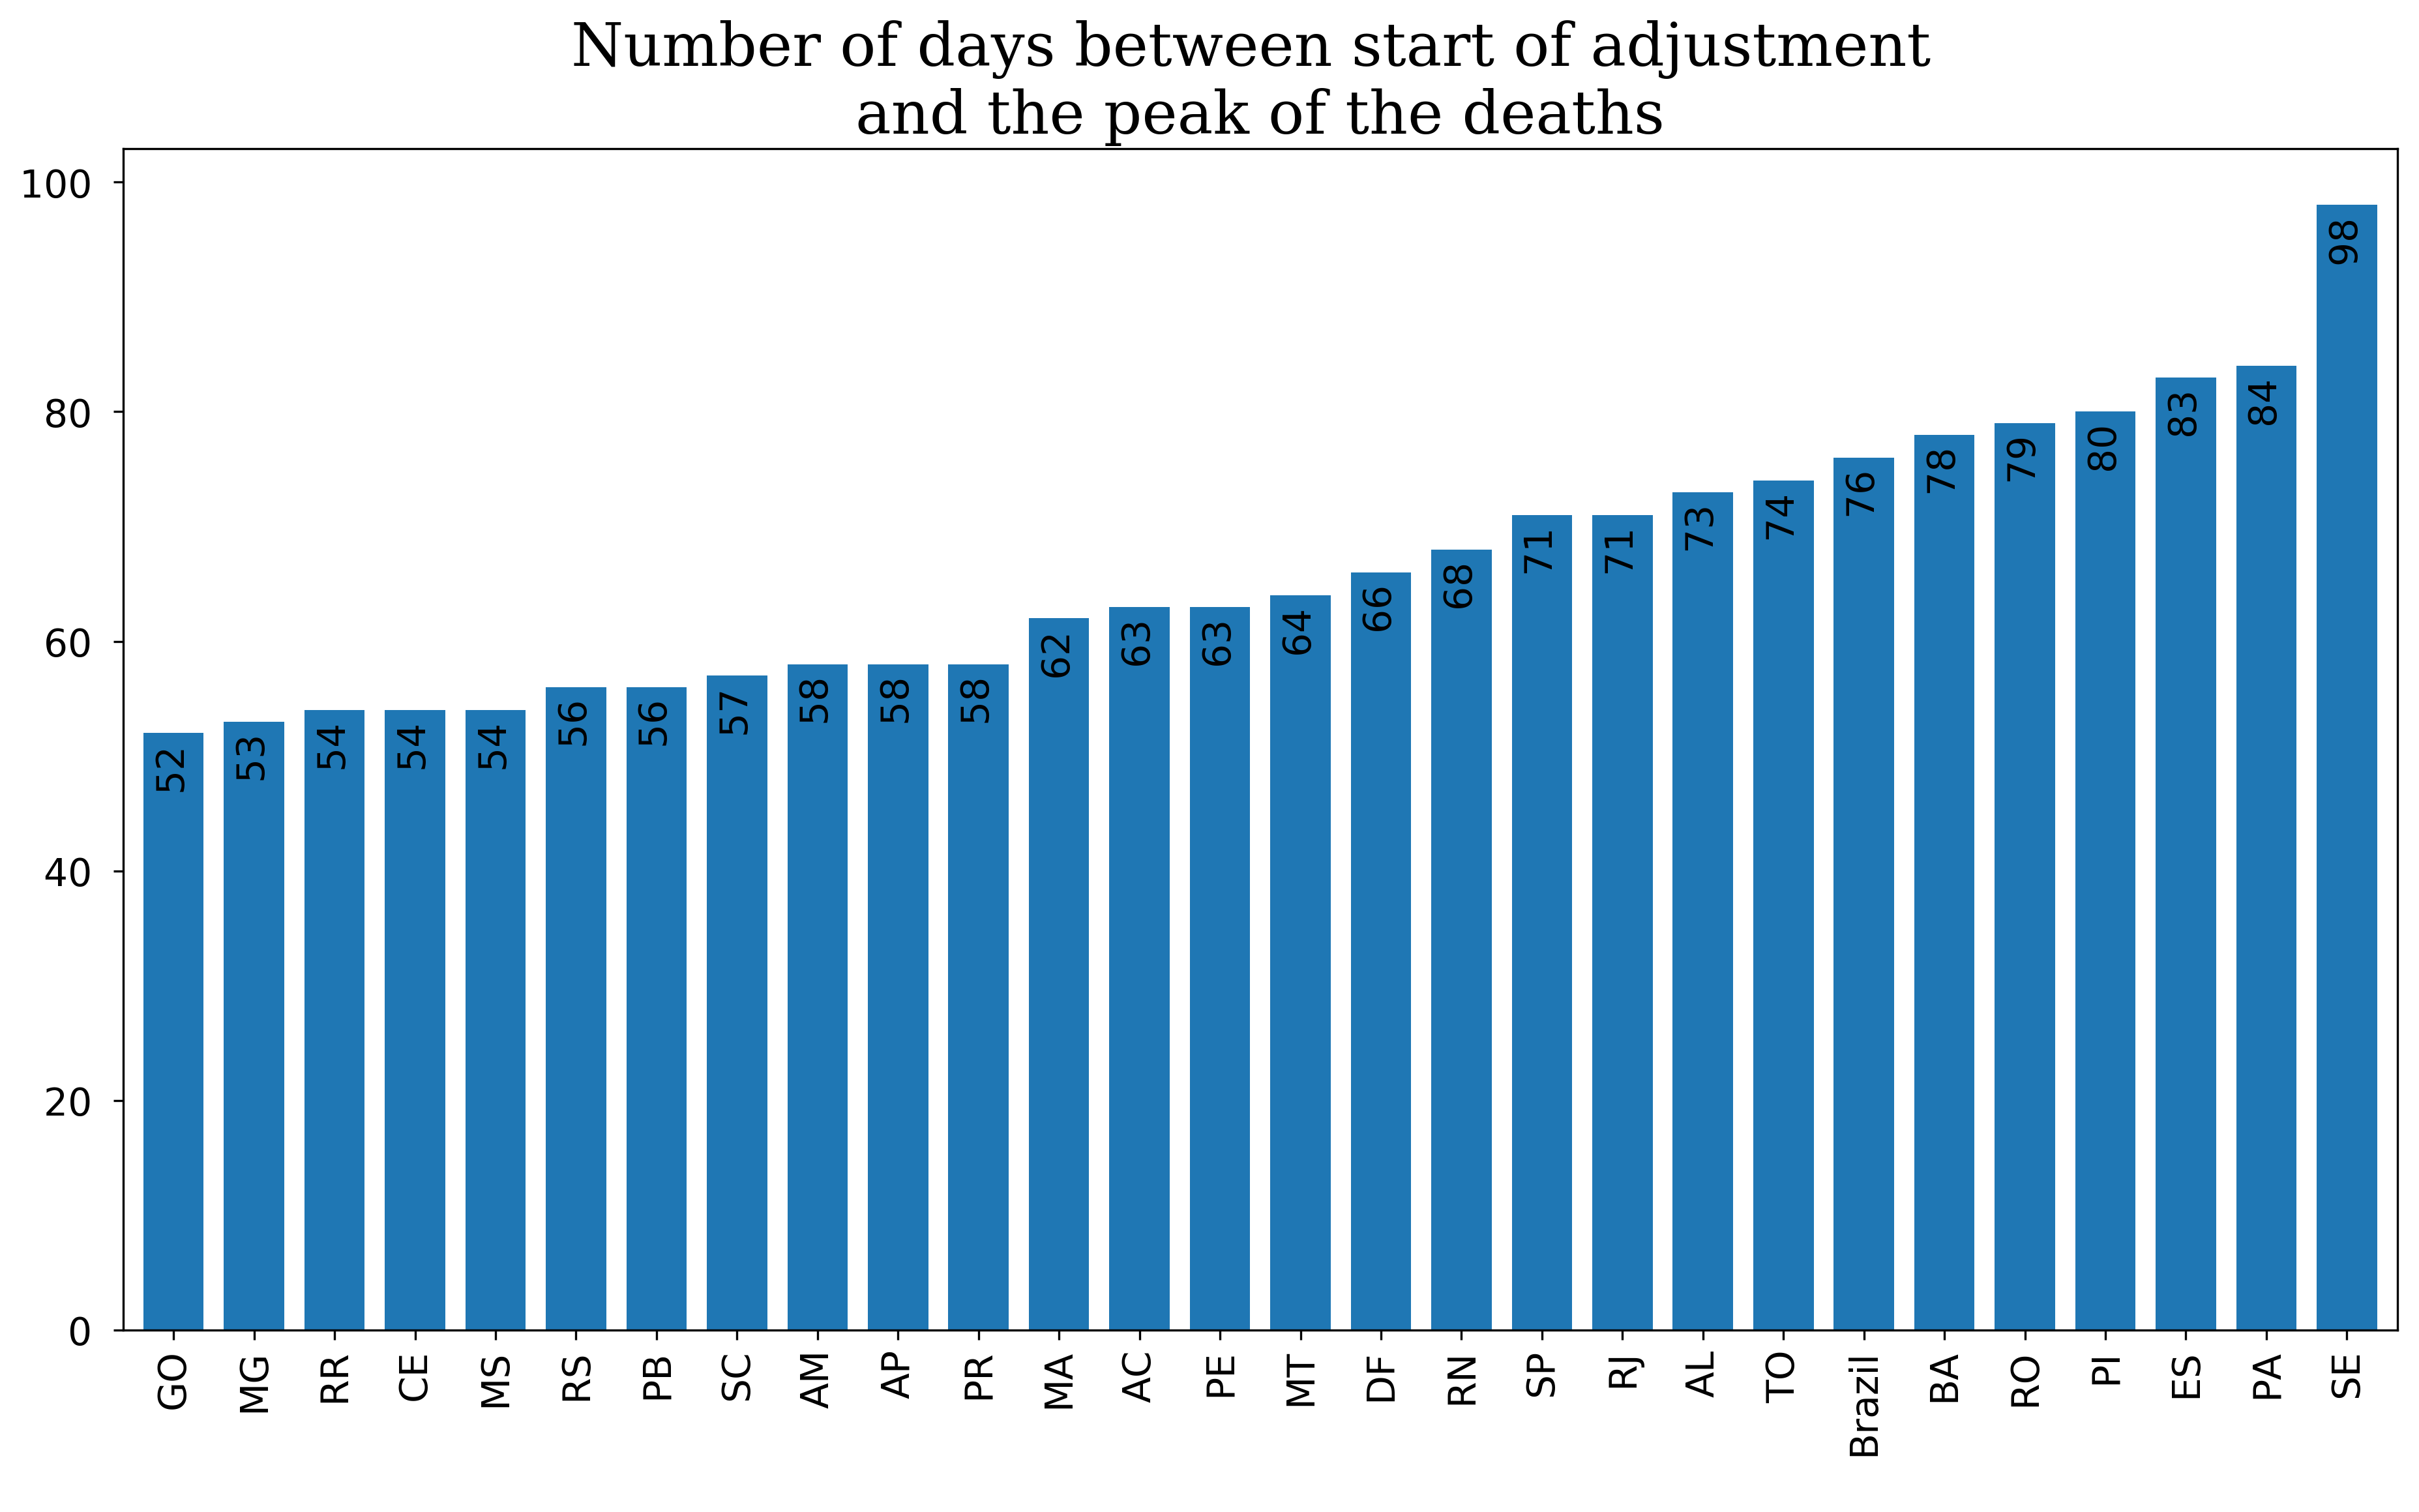 Number of days between start of adjustment
and the peak of the deaths
100
80
60
40
20
0
52
53
54
54
54
56
56
57
58
58
58
62
63
63
64
66
68
71
71
73
74
76
78
79
80
83
84
98
GO
MG
RR
CE
MS
RS
PB
SC
AM
AP
PR
MA
AC
PE
MT
DF
RN
SP
RJ
AL
TO
Brazil
BA
RO
PI
ES
PA
SE